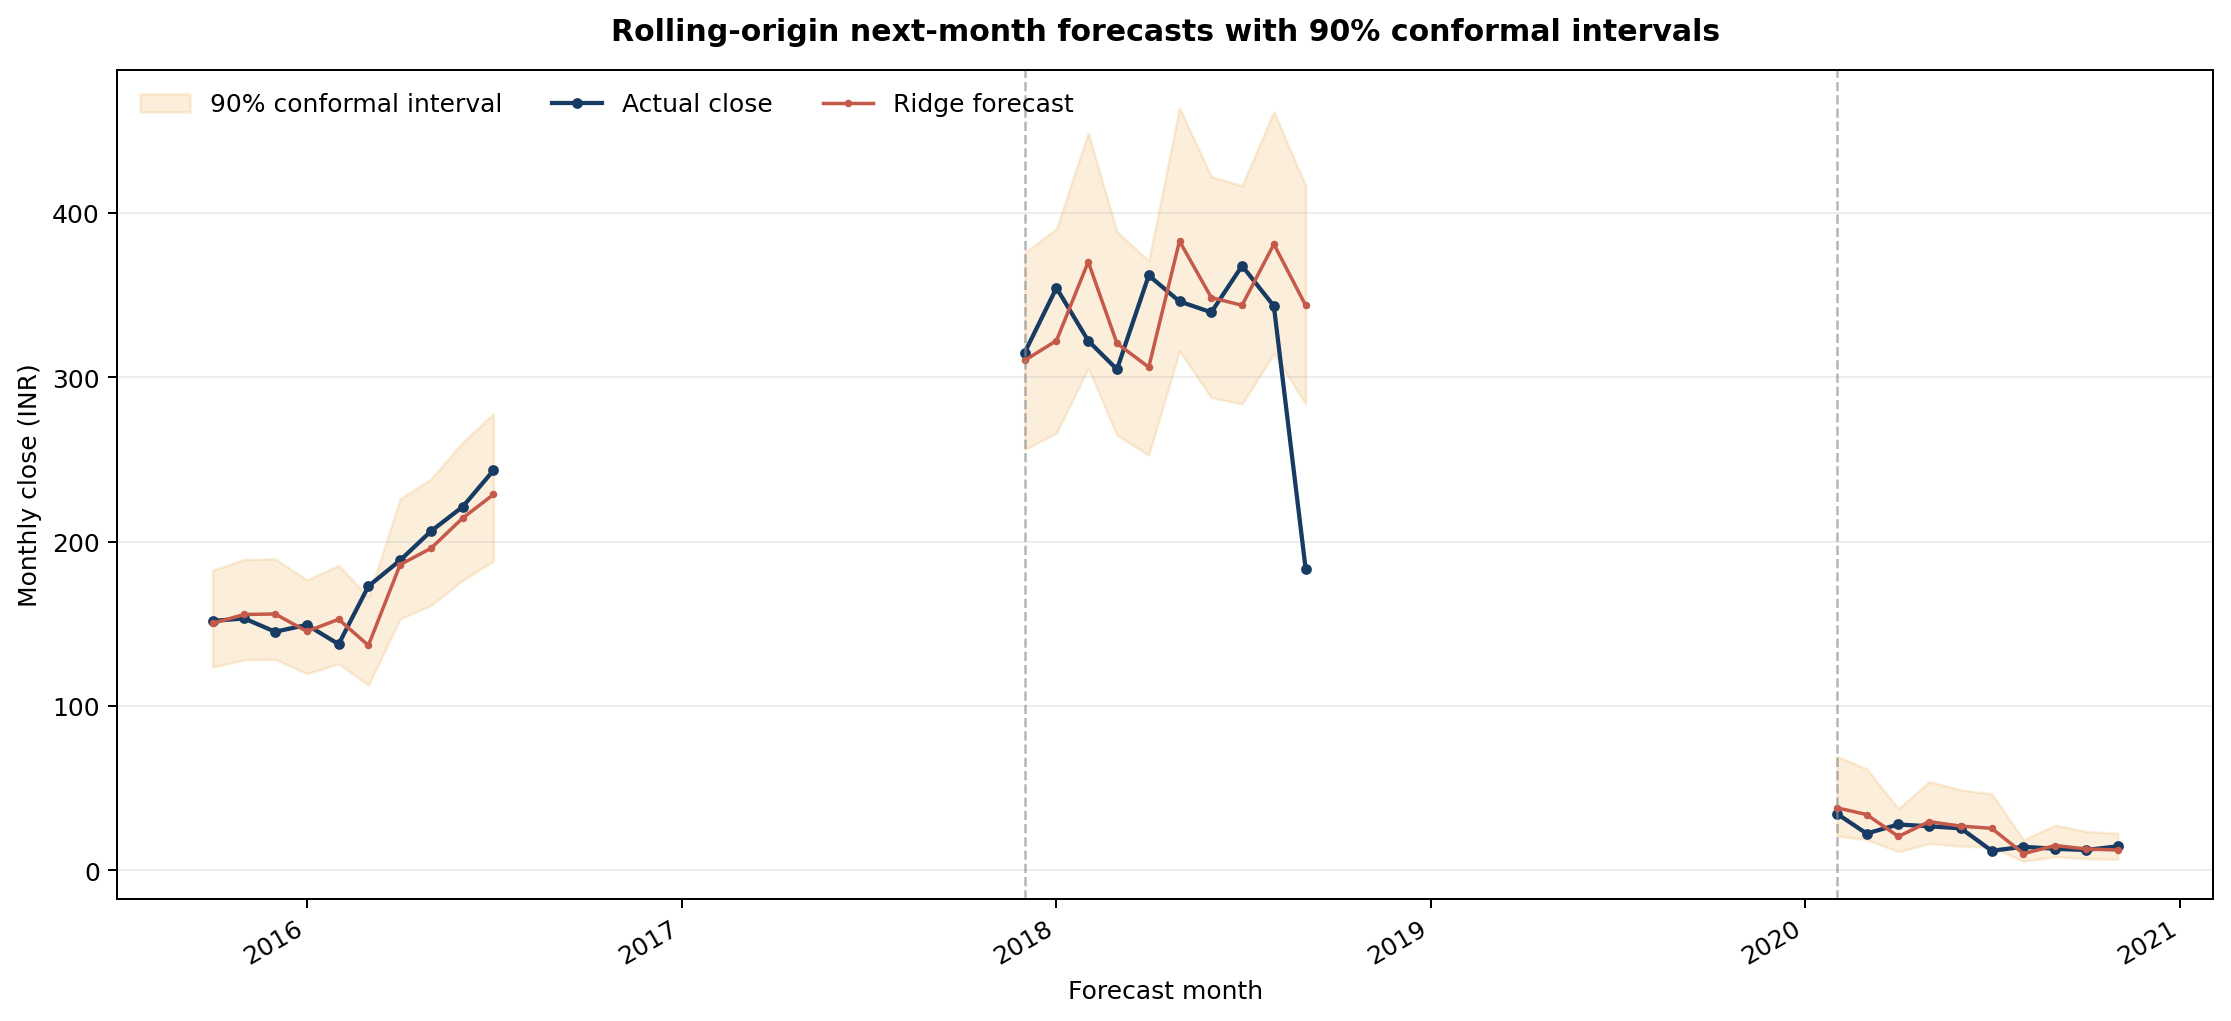 Rolling-origin next-month forecasts with 90% conformal intervals
90% conformal interval
Actual close
Ridge forecast
Monthly close (INR)
400
300
200
100
0
2016
2017
2018
2019
2020
2021
Forecast month